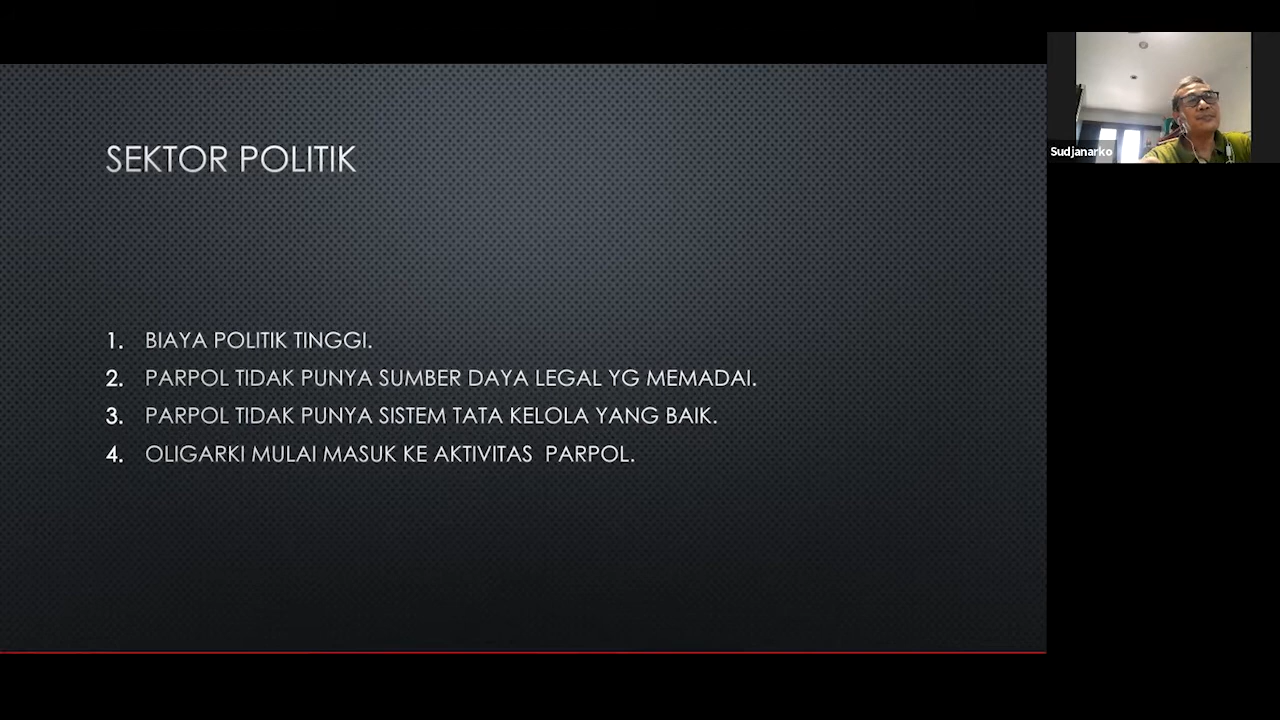 SEKTOR POLITIK
1. BIAYA POLITIK TINGGI.
2. PARPOL TIDAK PUNYA SUMBER DAYA LEGAL YG MEMADAI.
3. PARPOL TIDAK PUNYA SISTEM TATA KELOLA YANG BAIK.
4. OLIGARKI MULAI MASUK KE AKTIVITAS PARPOL.
Sudjanarko